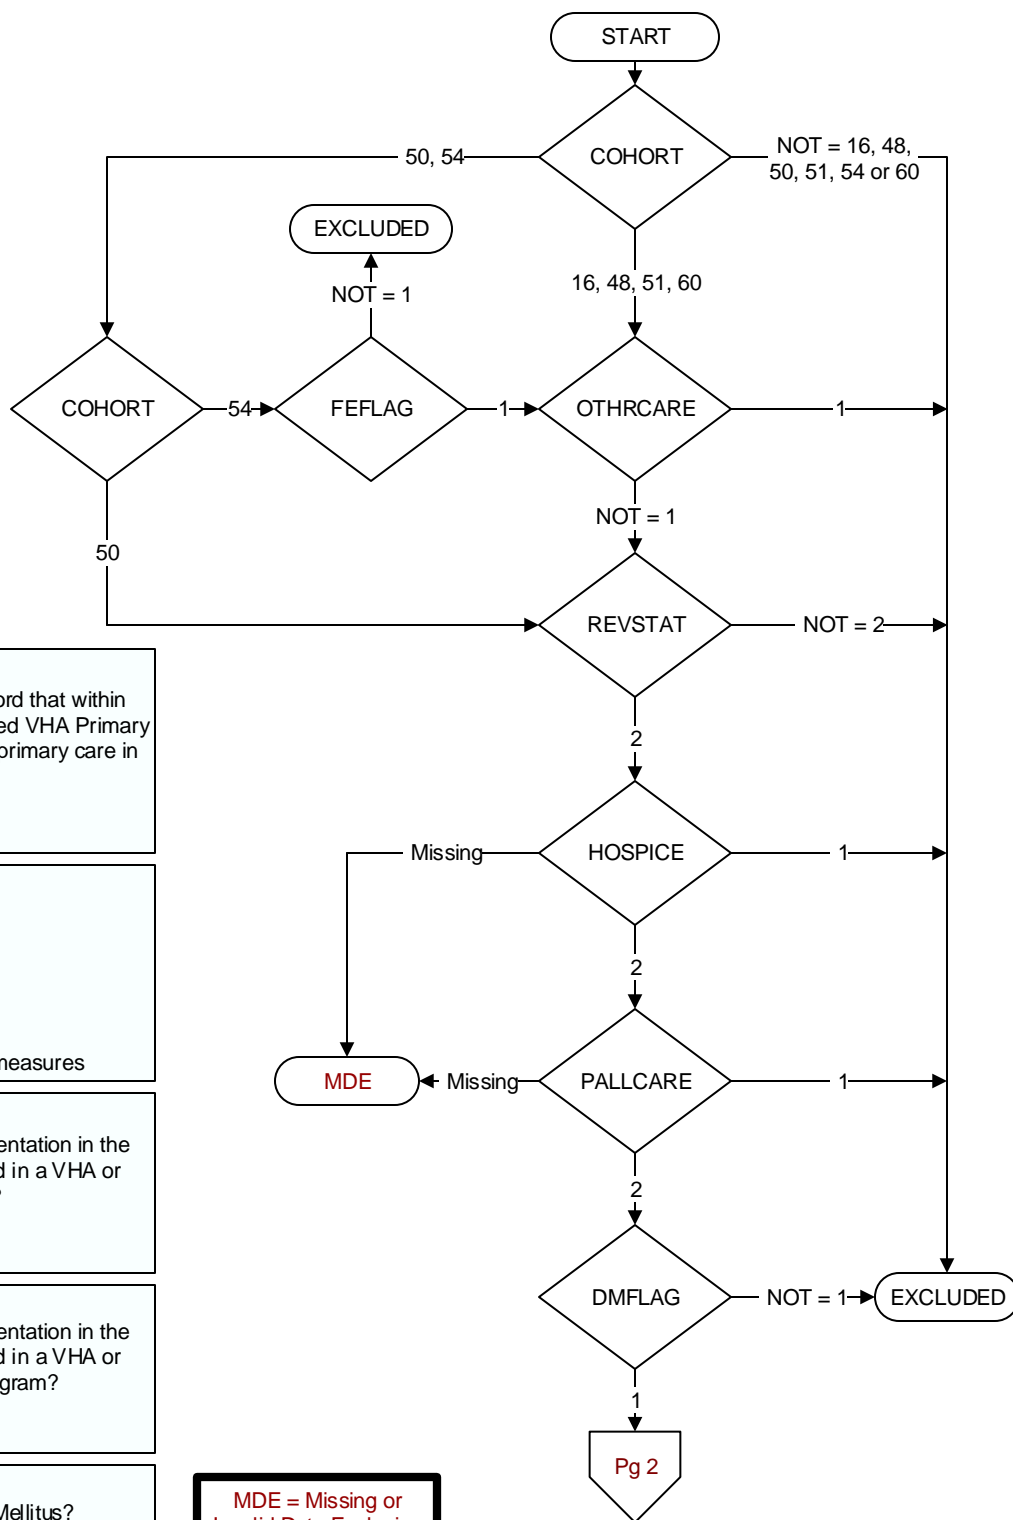 START
COHORT
50, 54
NOT = 16, 48,
50, 51, 54 or 60
EXCLUDED
NOT = 1
16, 48, 51, 60
COHORT
54
FEFLAG
1
OTHRCARE
1
NOT = 1
50
REVSTAT
NOT = 2
ord that within
ed VHA Primary
primary care in
2
Missing
HOSPICE
1
2
measures
MDE
Missing
PALLCARE
1
entation in the
d in a VHA or
?
2
DMFLAG
NOT = 1
EXCLUDED
entation in the
d in a VHA or
gram?
1
Pg 2
Mellitus?
MDE = Missing or